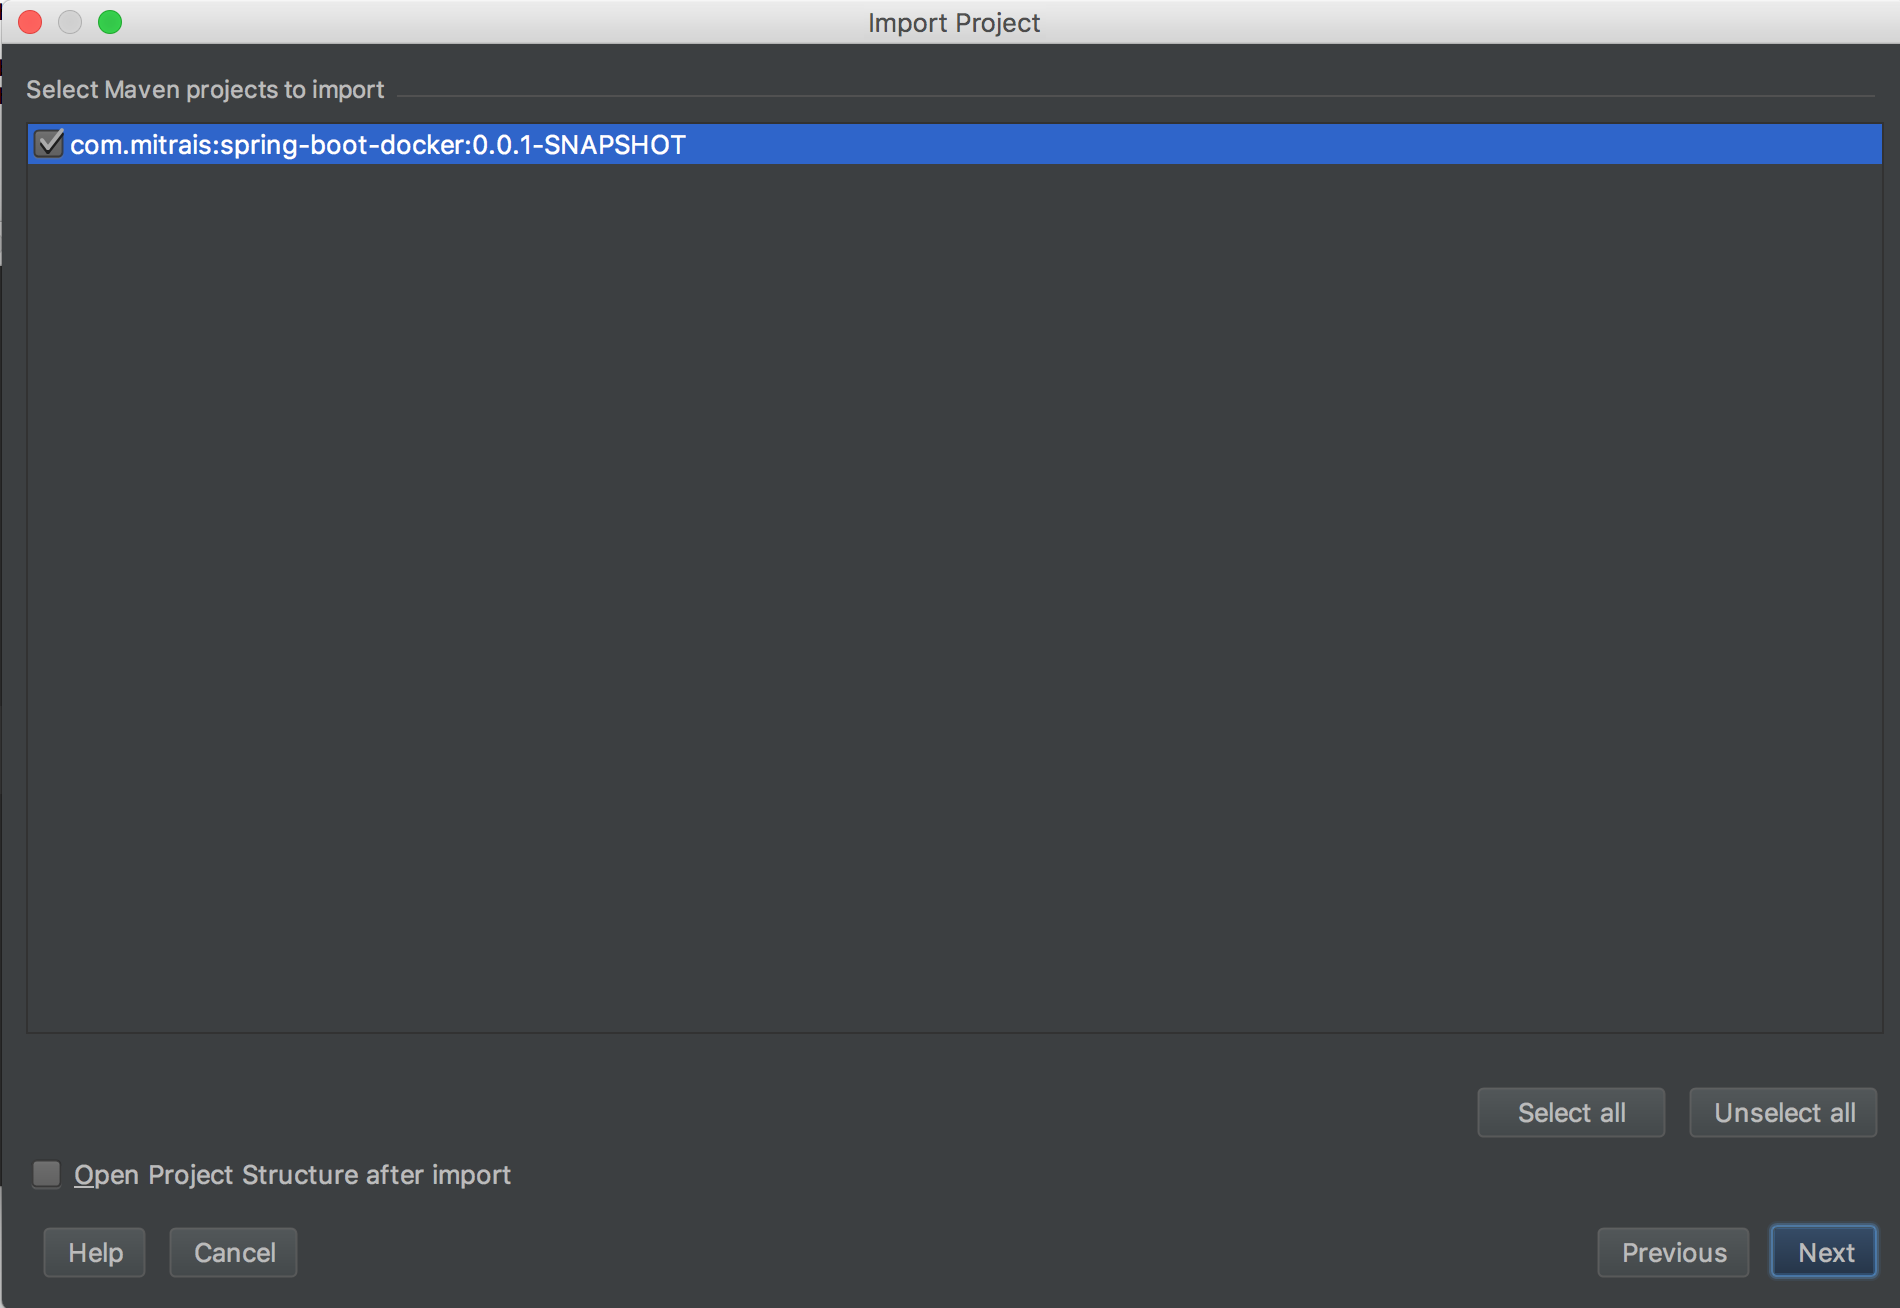 Import Project
Select Maven projects to import
com.mitrais:spring-boot-docker:0.0.1-SNAPSHOT
Select all Unselect all
Open Project Structure after import
Help Cancel Previous Next